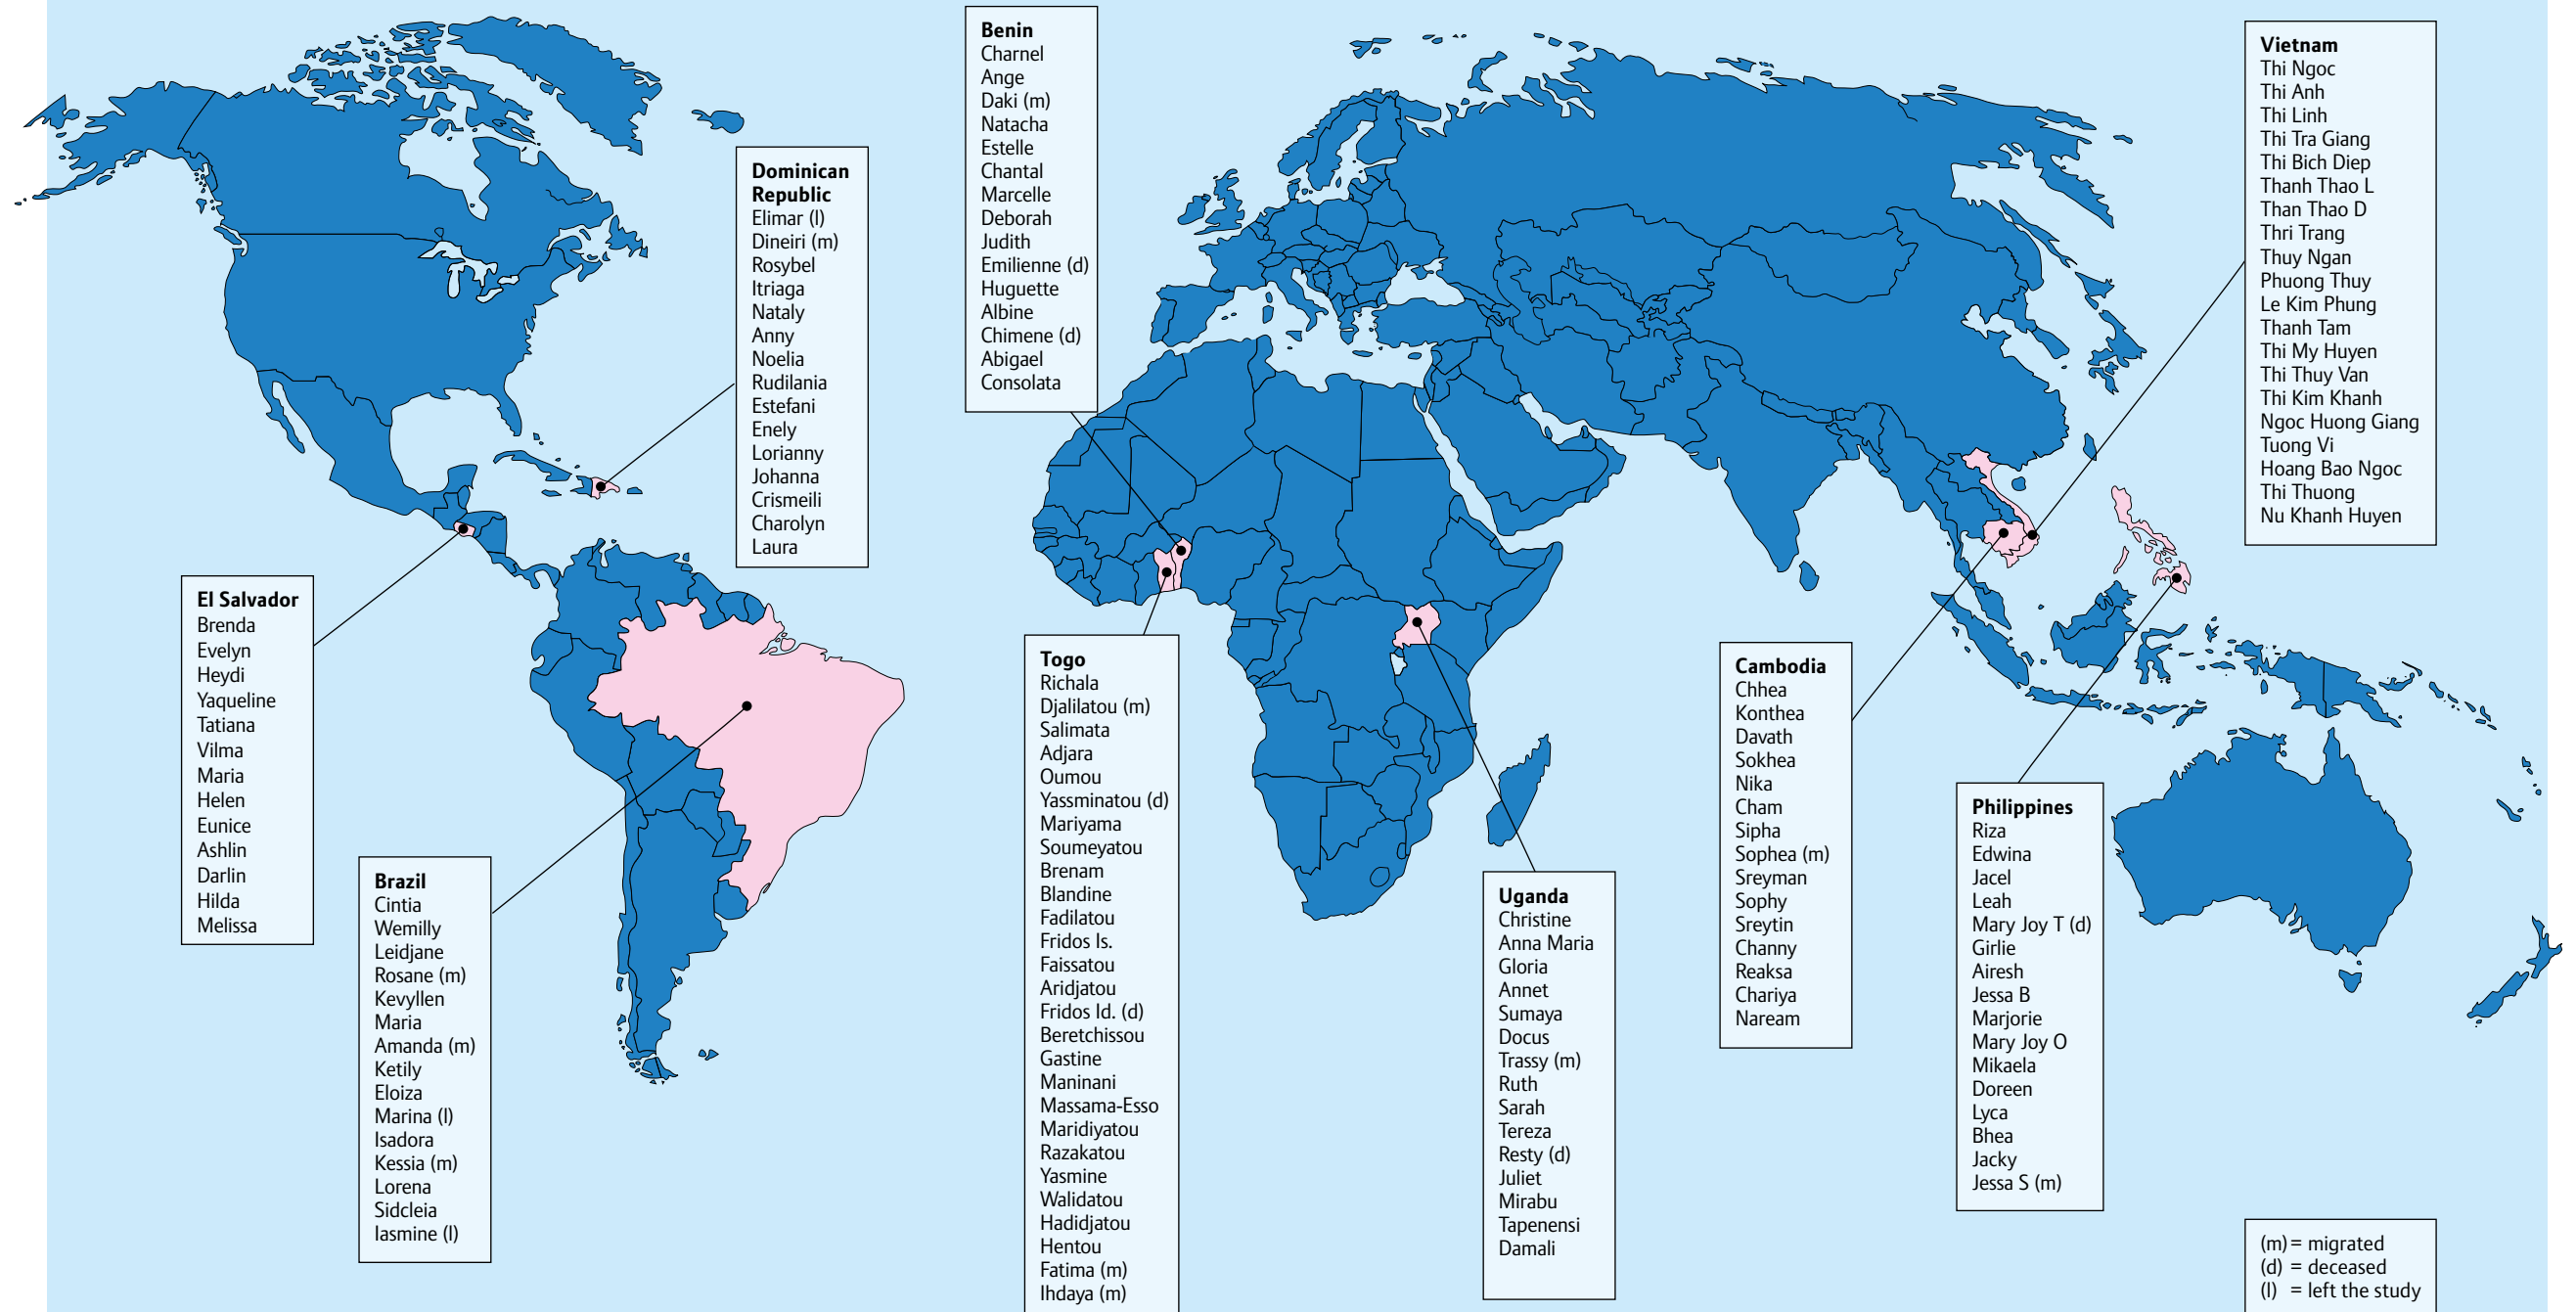 Benin
Charnel
Ange
Daki (m)
Natacha
Estelle
Chantal
Marcelle
Deborah
Judith
Emilienne (d)
Huguette
Albine
Chimene (d)
Abigael
Consolata
Vietnam
Thi Ngoc
Thi Anh
Thi Linh
Thi Tra Giang
Thi Bich Diep
Thanh Thao L
Than Thao D
Thri Trang
Thuy Ngan
Phuong Thuy
Le Kim Phung
Thanh Tam
Thi My Huyen
Thi Thuy Van
Thi Kim Khanh
Ngoc Huong Giang
Tuong Vi
Hoang Bao Ngoc
Thi Thuong
Nu Khanh Huyen
Dominican
Republic
Elimar (l)
Dineiri (m)
Rosybel
Itriaga
Nataly
Anny
Noelia
Rudilania
Estefani
Enely
Lorianny
Johanna
Crismeili
Charolyn
Laura
El Salvador
Brenda
Evelyn
Heydi
Yaqueline
Tatiana
Vilma
Maria
Helen
Eunice
Ashlin
Darlin
Hilda
Melissa
Brazil
Cintia
Wemilly
Leidjane
Rosane (m)
Kevyllen
Maria
Amanda (m)
Ketily
Eloiza
Marina (l)
Isadora
Kessia (m)
Lorena
Sidcleia
Iasmine (l)
Togo
Richala
Djalilatou (m)
Salimata
Adjara
Oumou
Yassminatou (d)
Mariyama
Soumeyatou
Brenam
Blandine
Fadilatou
Fridos Is.
Faissatou
Aridjatou
Fridos Id. (d)
Beretchissou
Gastine
Maninani
Massama-Esso
Maridiyatou
Razakatou
Yasmine
Walidatou
Hadidjatou
Hentou
Fatima (m)
Ihdaya (m)
Uganda
Christine
Anna Maria
Gloria
Annet
Sumaya
Docus
Trassy (m)
Ruth
Sarah
Tereza
Resty (d)
Juliet
Mirabu
Tapenensi
Damali
Cambodia
Chhea
Konthea
Davath
Sokhea
Nika
Cham
Sipha
Sophea (m)
Sreyman
Sophy
Sreytin
Channy
Reaksa
Chariya
Naream
Philippines
Riza
Edwina
Jacel
Leah
Mary Joy T (d)
Girlie
Airesh
Jessa B
Marjorie
Mary Joy O
Mikaela
Doreen
Lyca
Bhea
Jacky
Jessa S (m)
(m) = migrated
(d) = deceased
(l) = left the study